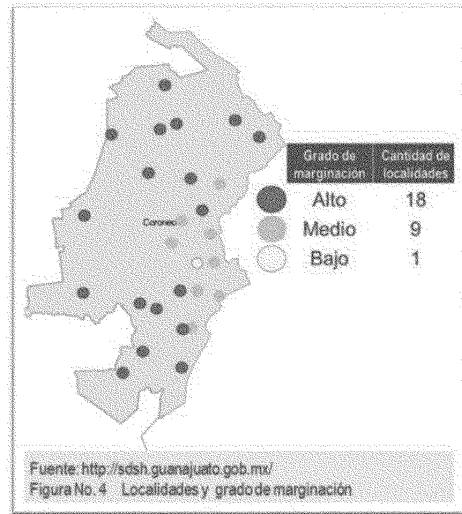 Grado de marginación Cantidad de localidades
Alto 18
Medio 9
Bajo 1
Coroneo
Fuente: http://sdsh.guanajuato.gob.mx/
Figura No. 4 Localidades y grado de marginación